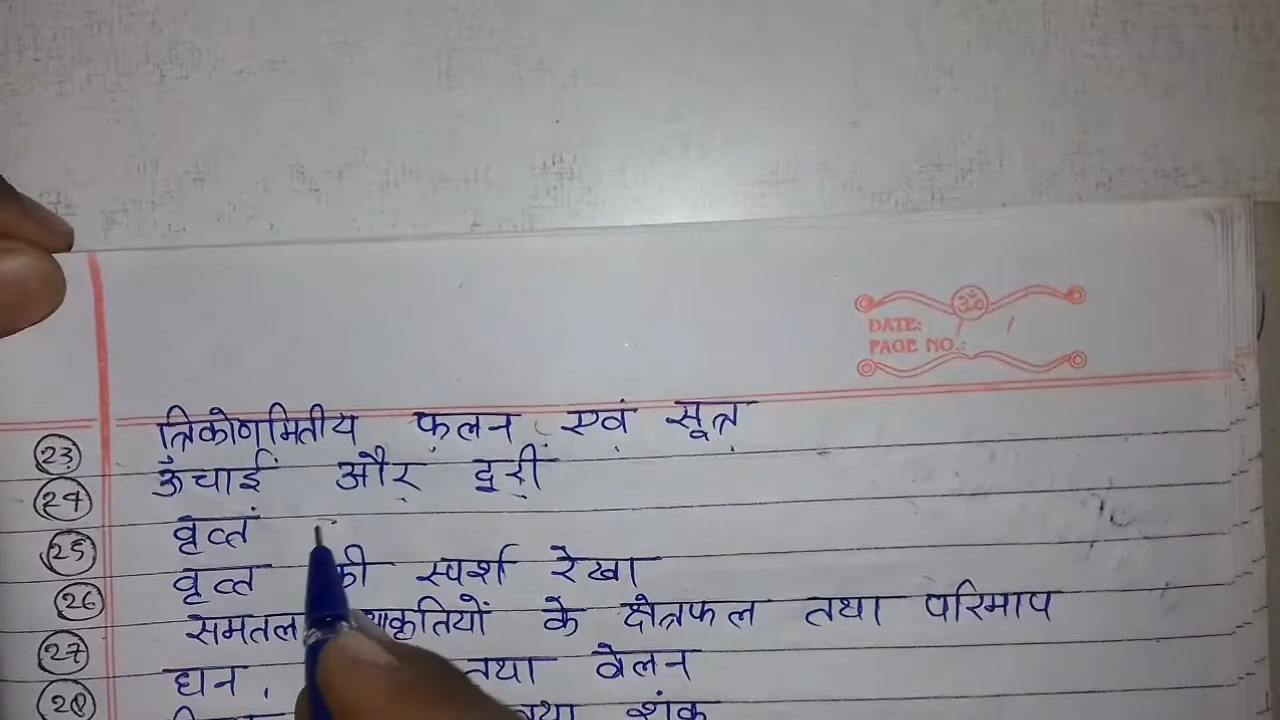 ॐ
DATE: / /
PAGE NO.:
23 त्रिकोणमितीय फलन एवं सूत्र
24 ऊँचाई और दूरी
25 वृत्त
26 वृत्त की स्पर्श रेखा
27 समतल आकृतियों के क्षेत्रफल तथा परिमाप
28 घन, तथा बेलन
तथा शंकु